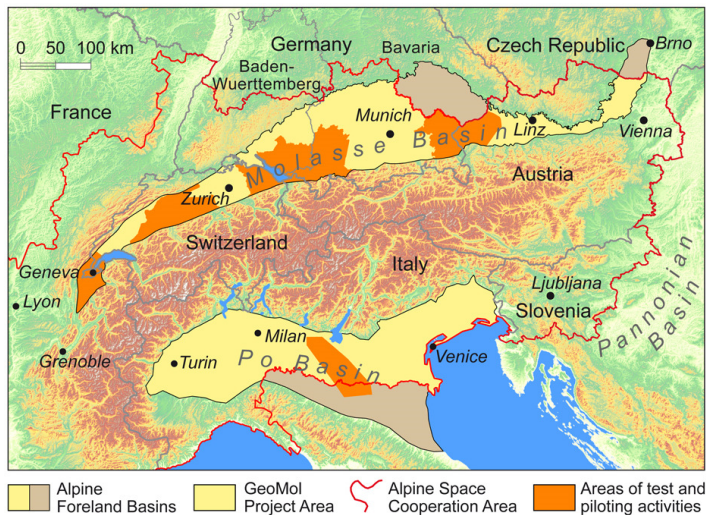 0 50 100 km
Germany
Bavaria
Czech Republic
Brno
Baden-
Wuerttemberg
France
Munich
Linz
Vienna
Molasse Basin
Zurich
Austria
Switzerland
Geneva
Italy
Lyon
Ljubljana
Slovenia
Pannonian
Basin
Grenoble
Milan
Venice
Turin
Po Basin
Alpine
Foreland Basins
GeoMol
Project Area
Alpine Space
Cooperation Area
Areas of test and
piloting activities